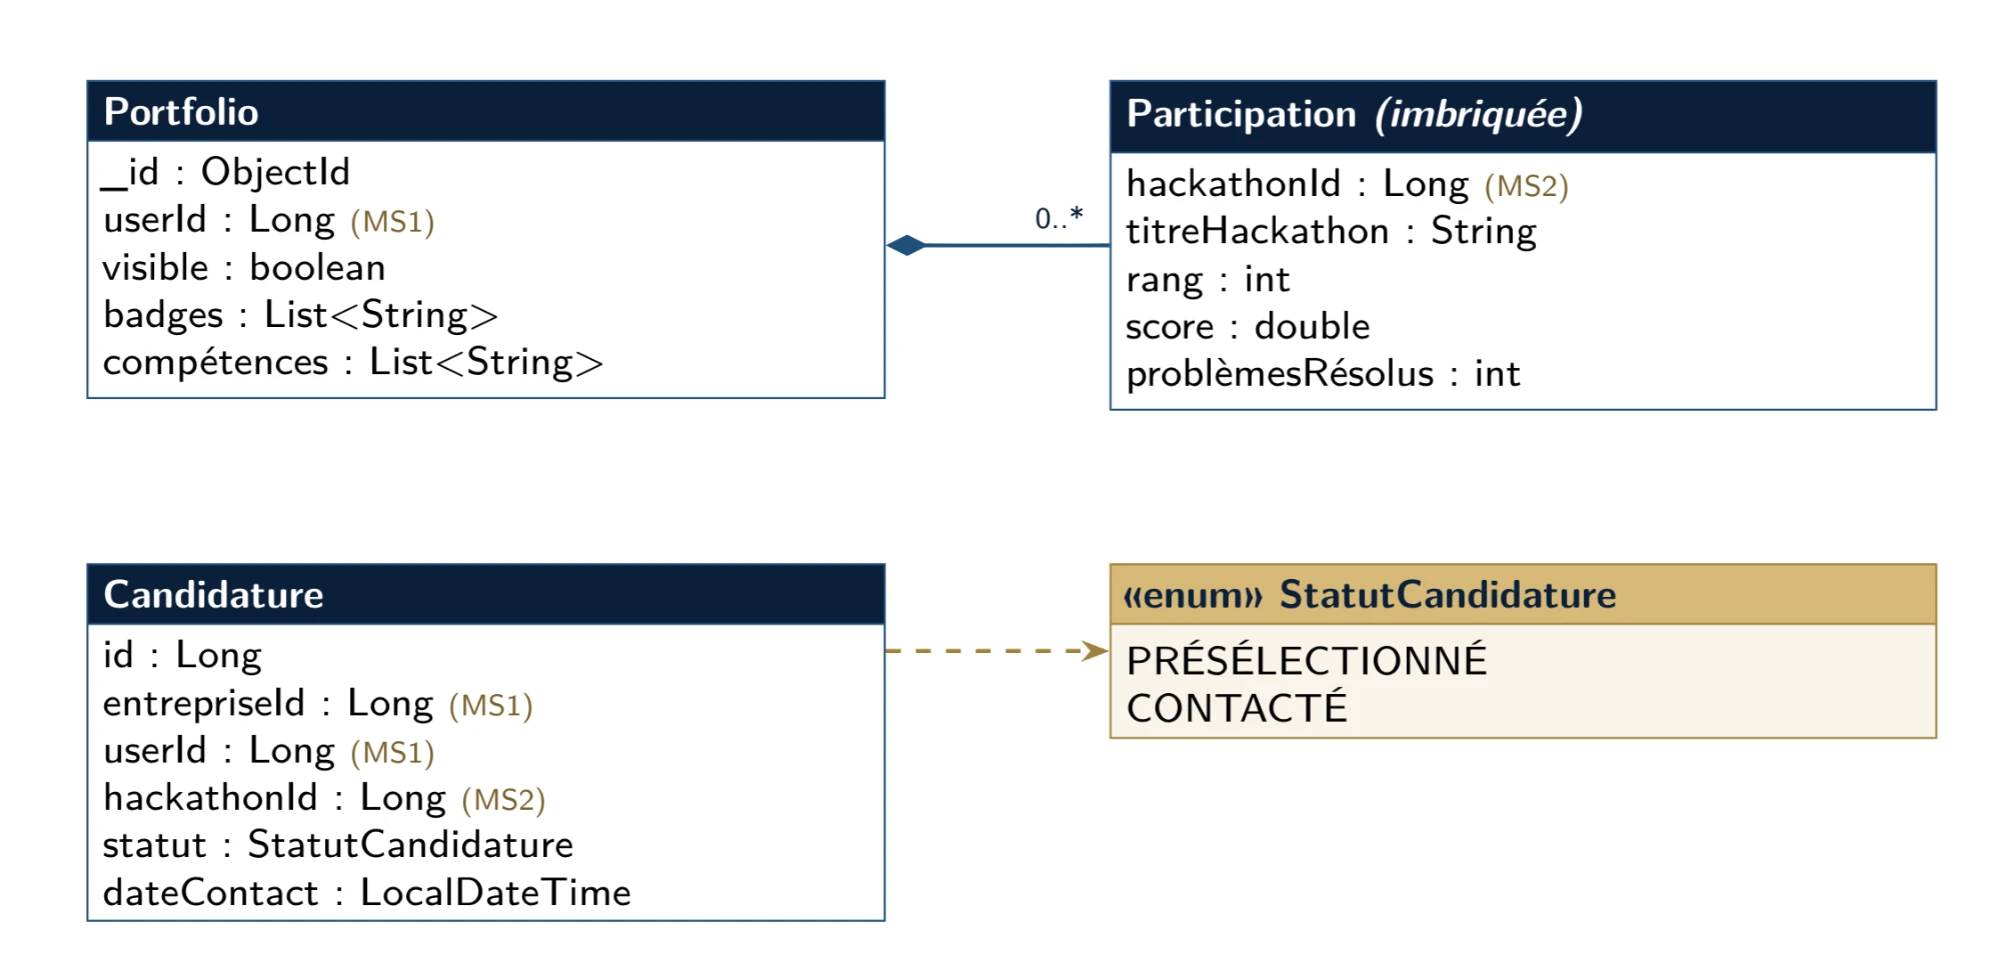 Portfolio
_id : ObjectId
userId : Long (MS1)
visible : boolean
badges : List<String>
compétences : List<String>
0..*
Participation (imbriquée)
hackathonId : Long (MS2)
titreHackathon : String
rang : int
score : double
problèmesRésolus : int
Candidature
id : Long
entrepriseId : Long (MS1)
userId : Long (MS1)
hackathonId : Long (MS2)
statut : StatutCandidature
dateContact : LocalDateTime
«enum» StatutCandidature
PRÉSÉLECTIONNÉ
CONTACTÉ